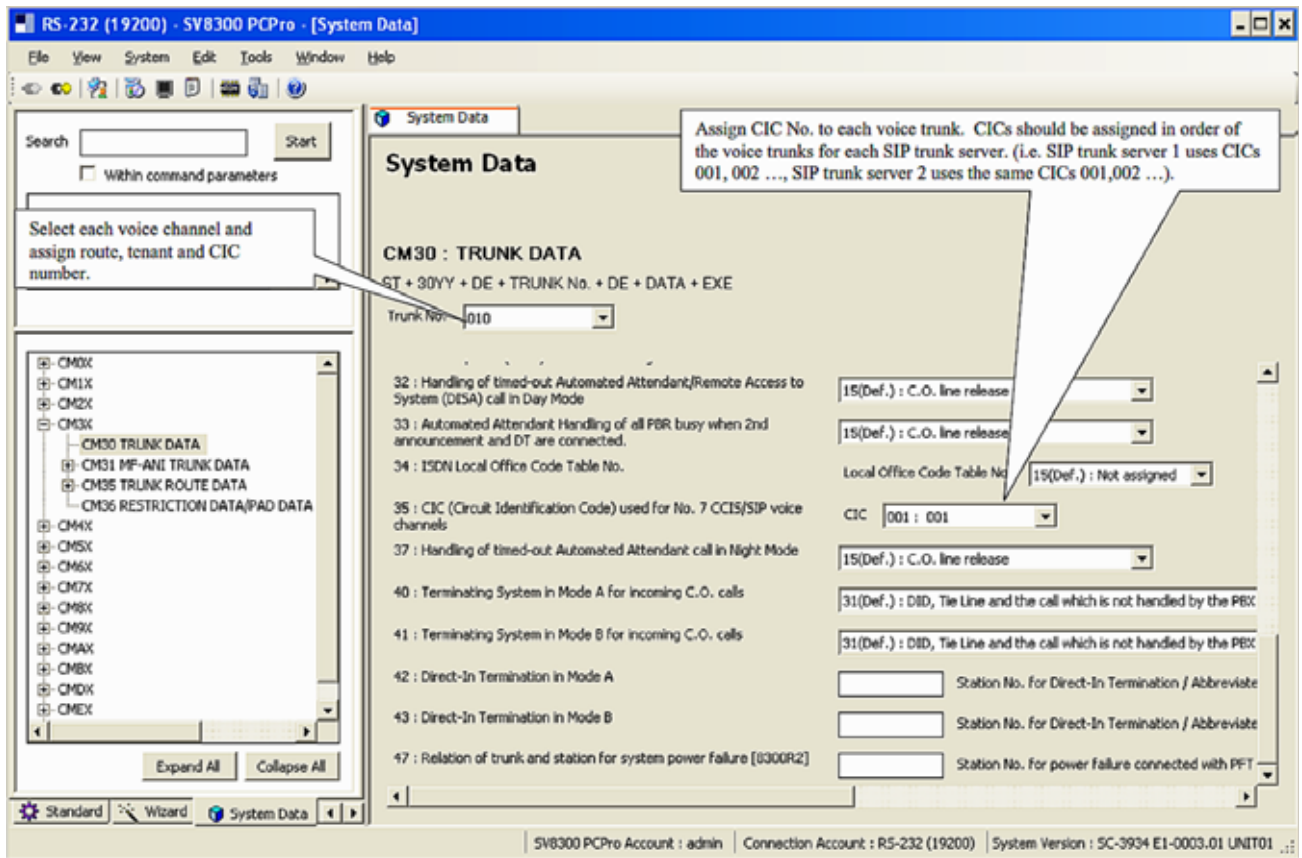 RS-232 (19200) - SV8300 PCPro - [System Data]
File View System Edit Tools Window Help
Search
Start
Within command parameters
Select each voice channel and
assign route, tenant and CIC
number.
CM0X
CM1X
CM2X
CM3X
CM30 TRUNK DATA
CM31 MF-ANI TRUNK DATA
CM35 TRUNK ROUTE DATA
CM36 RESTRICTION DATA/PAD DATA
CM4X
CM5X
CM6X
CM7X
CM8X
CM9X
CMAX
CMBX
CMDX
CMEX
Expand All Collapse All
Standard Wizard System Data
System Data
Assign CIC No. to each voice trunk. CICs should be assigned in order of
the voice trunks for each SIP trunk server. (i.e. SIP trunk server 1 uses CICs
001, 002 ..., SIP trunk server 2 uses the same CICs 001,002 ...).
System Data
CM30 : TRUNK DATA
ST + 30YY + DE + TRUNK No. + DE + DATA + EXE
Trunk No. 010
32 : Handling of timed-out Automated Attendant/Remote Access to
System (DISA) call in Day Mode
15(Def.) : C.O. line release
33 : Automated Attendant Handling of all PBR busy when 2nd
announcement and DT are connected.
15(Def.) : C.O. line release
34 : ISDN Local Office Code Table No.
Local Office Code Table No 15(Def.) : Not assigned
35 : CIC (Circuit Identification Code) used for No. 7 CCIS/SIP voice
channels
CIC 001 : 001
37 : Handling of timed-out Automated Attendant call in Night Mode
15(Def.) : C.O. line release
40 : Terminating System in Mode A for incoming C.O. calls
31(Def.) : DID, Tie Line and the call which is not handled by the PBX
41 : Terminating System in Mode B for incoming C.O. calls
31(Def.) : DID, Tie Line and the call which is not handled by the PBX
42 : Direct-In Termination in Mode A
Station No. for Direct-In Termination / Abbreviate
43 : Direct-In Termination in Mode B
Station No. for Direct-In Termination / Abbreviate
47 : Relation of trunk and station for system power failure [8300R2]
Station No. for power failure connected with PFT
SV8300 PCPro Account : admin Connection Account : RS-232 (19200) System Version : SC-3934 E1-0003.01 UNIT01